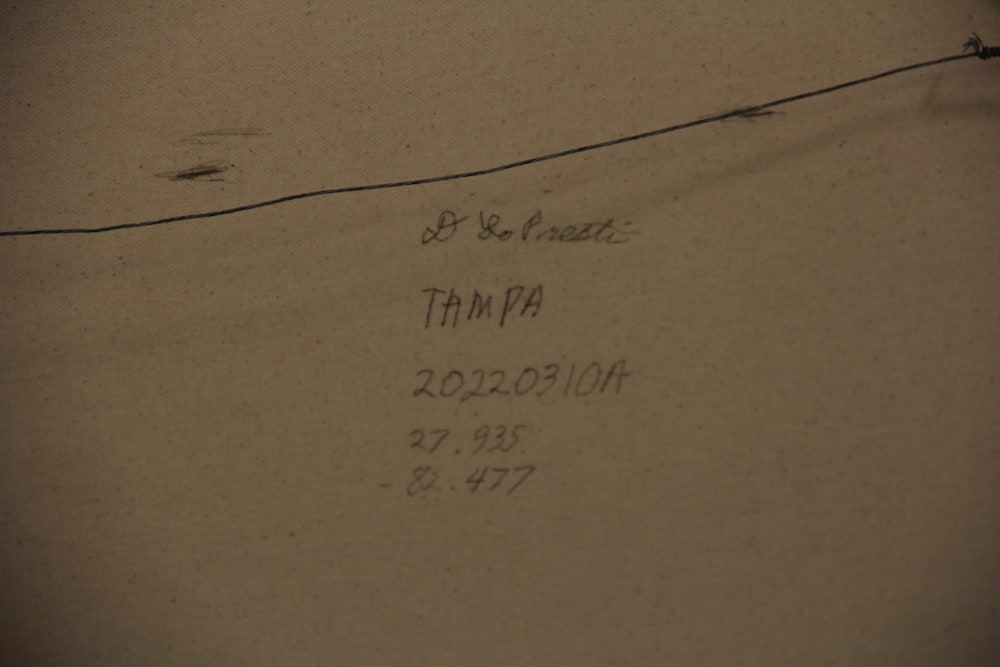 D LoPresti
TAMPA
20220310A
27.935
-82.477